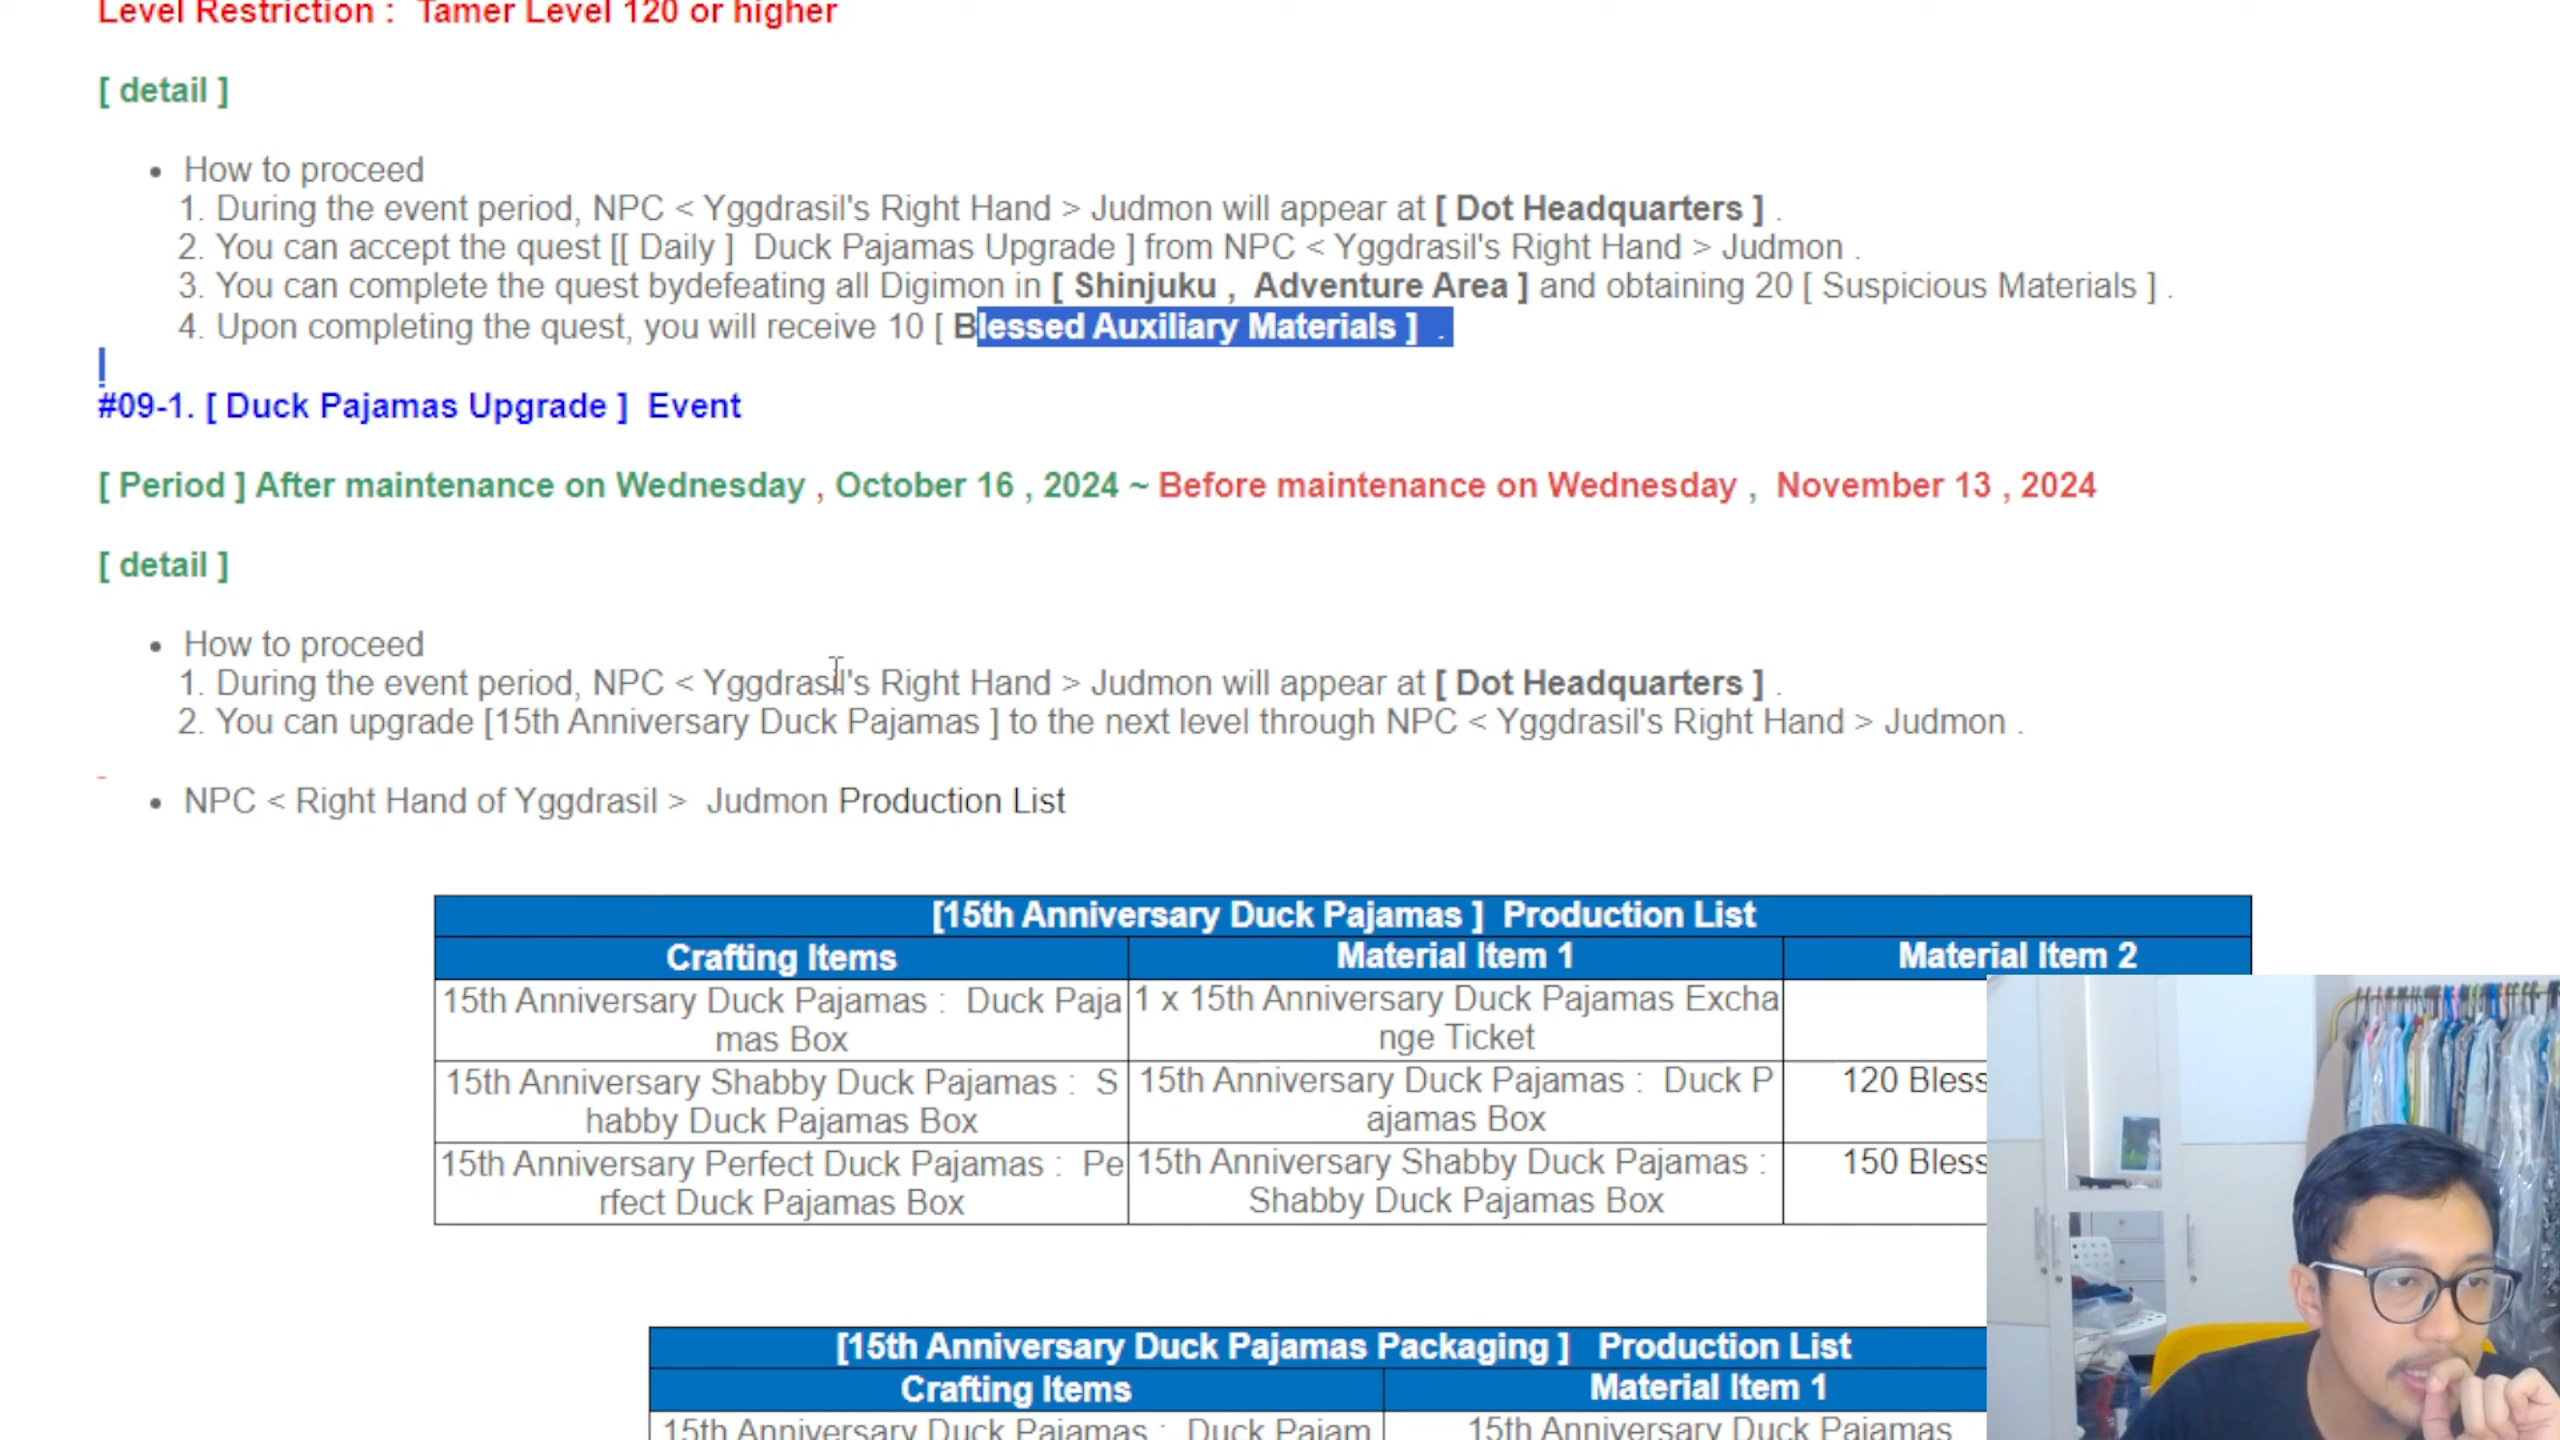 Level Restriction : Tamer Level 120 or higher
[ detail ]
• How to proceed
1. During the event period, NPC < Yggdrasil's Right Hand > Judmon will appear at [ Dot Headquarters ] .
2. You can accept the quest [[ Daily ] Duck Pajamas Upgrade ] from NPC < Yggdrasil's Right Hand > Judmon .
3. You can complete the quest bydefeating all Digimon in [ Shinjuku , Adventure Area ] and obtaining 20 [ Suspicious Materials ] .
4. Upon completing the quest, you will receive 10 [ Blessed Auxiliary Materials ] .
#09-1. [ Duck Pajamas Upgrade ] Event
[ Period ] After maintenance on Wednesday , October 16 , 2024 ~ Before maintenance on Wednesday , November 13 , 2024
[ detail ]
• How to proceed
1. During the event period, NPC < Yggdrasil's Right Hand > Judmon will appear at [ Dot Headquarters ] .
2. You can upgrade [15th Anniversary Duck Pajamas ] to the next level through NPC < Yggdrasil's Right Hand > Judmon .
-
• NPC < Right Hand of Yggdrasil > Judmon Production List
[15th Anniversary Duck Pajamas ] Production List
Crafting Items Material Item 1 Material Item 2
15th Anniversary Duck Pajamas : Duck Paja
mas Box
1 x 15th Anniversary Duck Pajamas Excha
nge Ticket
15th Anniversary Shabby Duck Pajamas : S
habby Duck Pajamas Box
15th Anniversary Duck Pajamas : Duck P
ajamas Box
120 Bless
15th Anniversary Perfect Duck Pajamas : Pe
rfect Duck Pajamas Box
15th Anniversary Shabby Duck Pajamas :
Shabby Duck Pajamas Box
150 Bless
[15th Anniversary Duck Pajamas Packaging ] Production List
Crafting Items Material Item 1
15th Anniversary Duck Pajamas : Duck Pajam
15th Anniversary Duck Pajamas